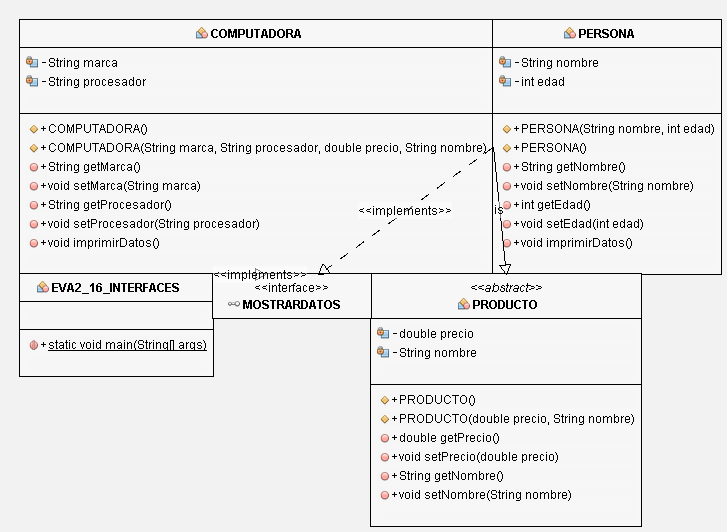 COMPUTADORA
-String marca
-String procesador
+COMPUTADORA()
+COMPUTADORA(String marca, String procesador, double precio, String nombre)
+String getMarca()
+void setMarca(String marca)
+String getProcesador()
+void setProcesador(String procesador)
+void imprimirDatos()
PERSONA
-String nombre
-int edad
+PERSONA(String nombre, int edad)
+PERSONA()
+String getNombre()
+void setNombre(String nombre)
+int getEdad()
+void setEdad(int edad)
+void imprimirDatos()
<<implements>>
is
<<implements>>
EVA2_16_INTERFACES
+static void main(String[] args)
<<interface>>
MOSTRARDATOS
<<abstract>>
PRODUCTO
-double precio
-String nombre
+PRODUCTO()
+PRODUCTO(double precio, String nombre)
+double getPrecio()
+void setPrecio(double precio)
+String getNombre()
+void setNombre(String nombre)